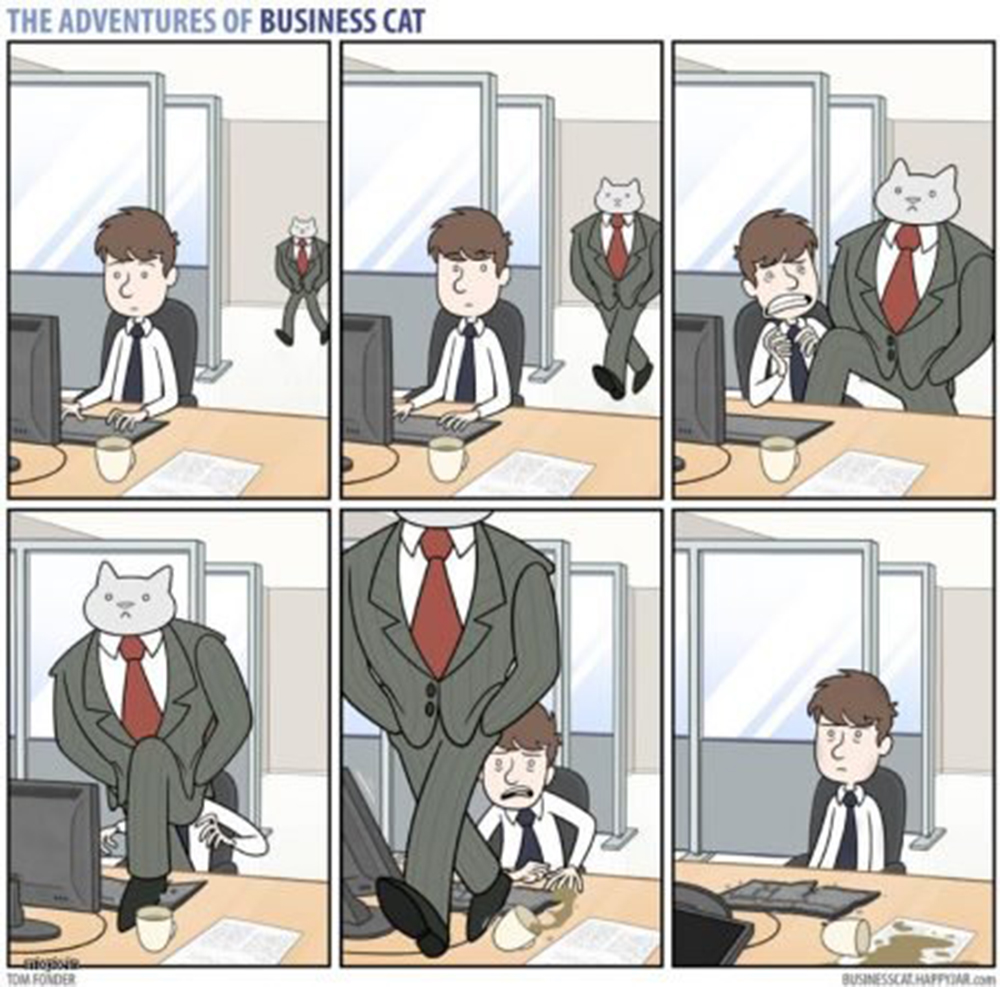 THE ADVENTURES OF BUSINESS CAT
TOM FONDER
BUSINESSCAT.HAPPYJAR.com